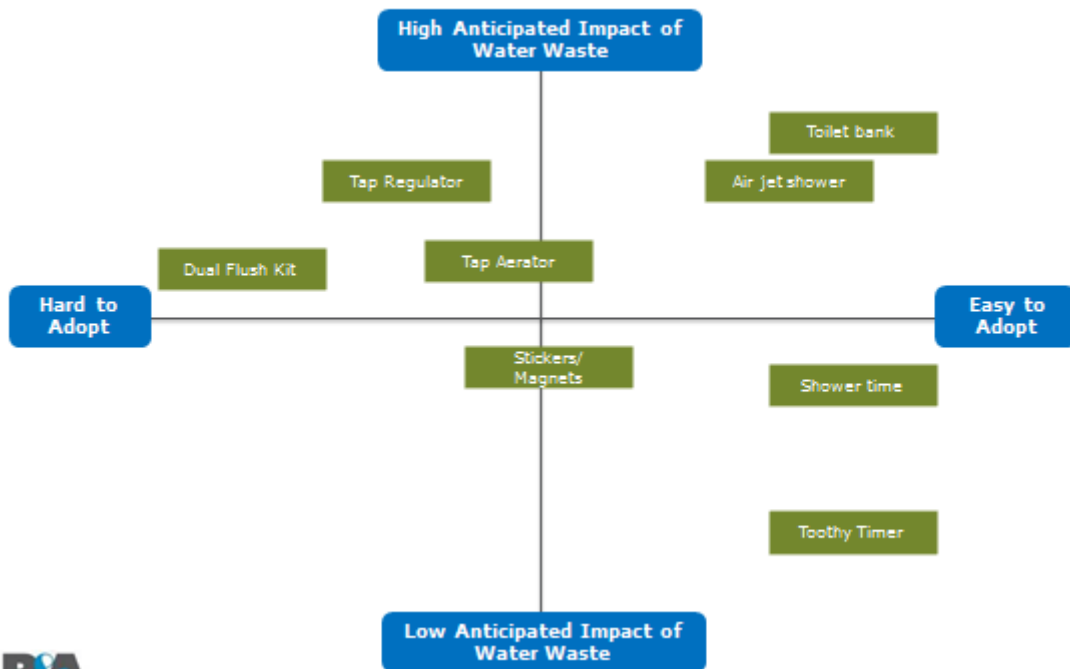 High Anticipated Impact of
Water Waste
Toilet bank
Tap Regulator
Air jet shower
Tap Aerator
Dual Flush Kit
Hard to
Adopt
Easy to
Adopt
Stickers/
Magnets
Shower time
Toothy Timer
Low Anticipated Impact of
Water Waste